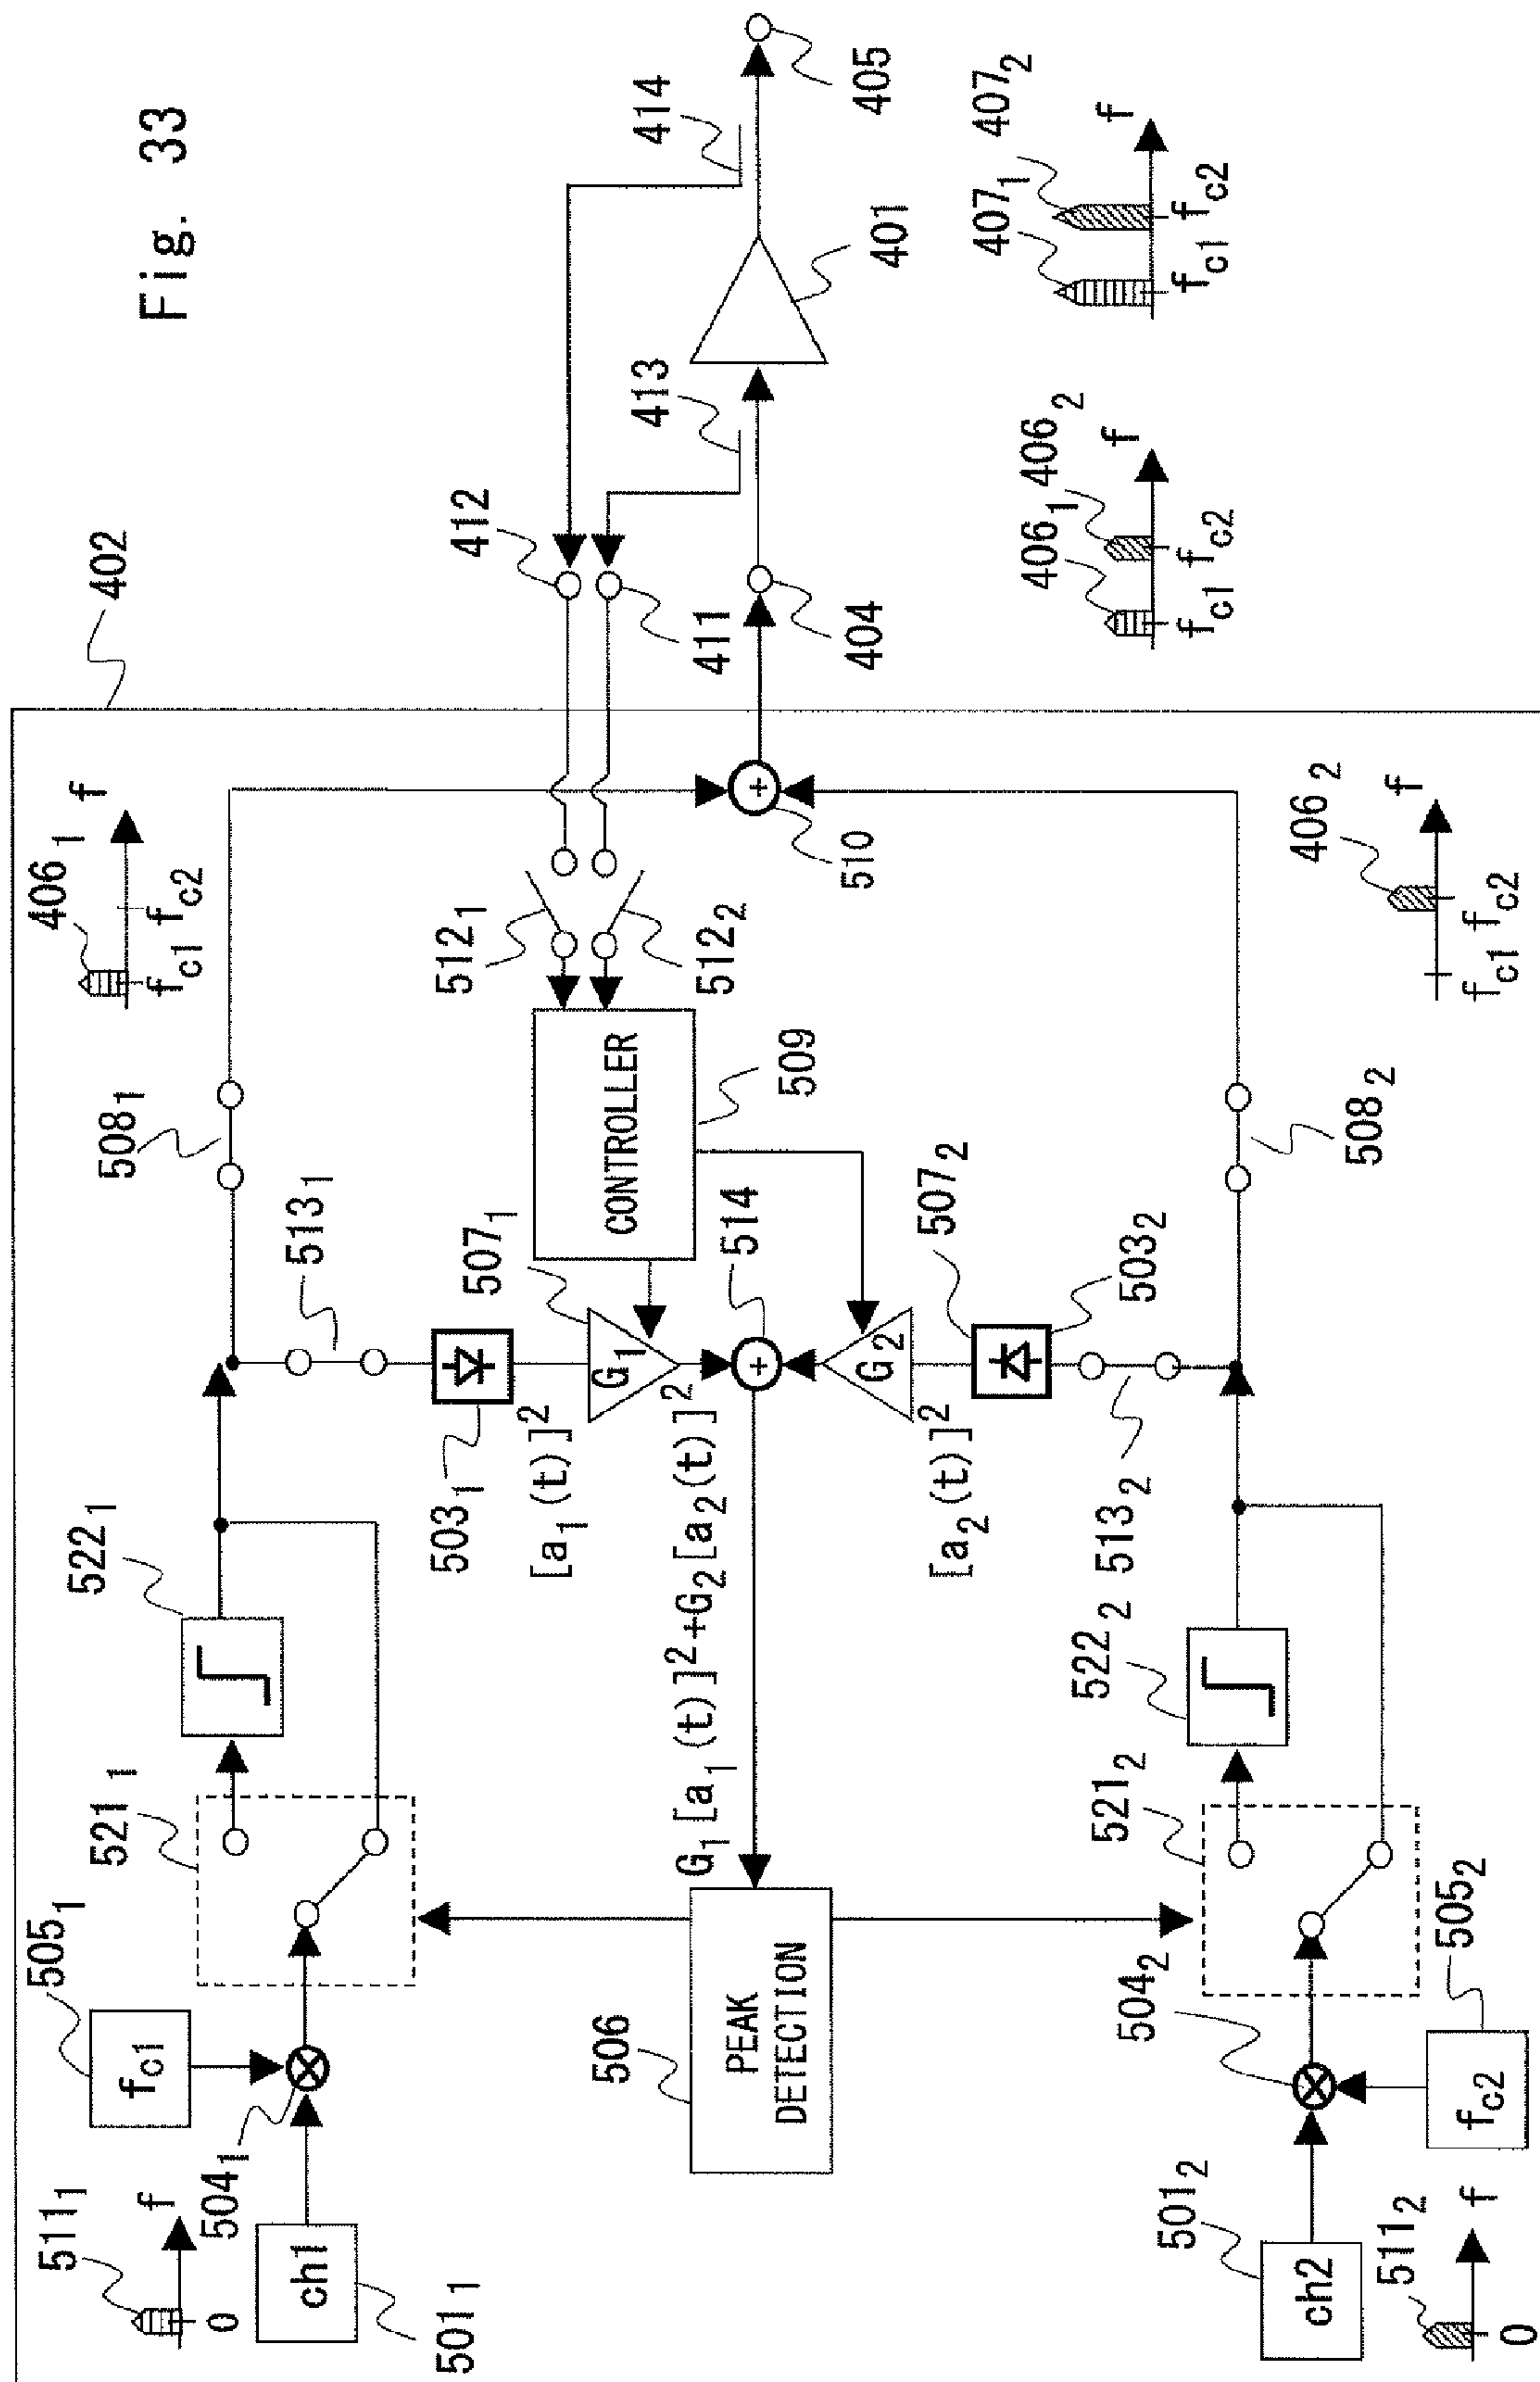 Fig. 33
402
511₁
f
0
ch1
501₁
504₁
505₁
f_c1
521₁
522₁
508₁
513₁
406₁
f
f_c1 f_c2
503₁
[a₁(t)]²
G₁
507₁
CONTROLLER
509
512₁
512₂
412
411
413
414
506
PEAK
DETECTION
G₁[a₁(t)]²+G₂[a₂(t)]²
514
510
404
401
405
[a₂(t)]²
G₂
507₂
503₂
513₂
406₁ 406₂
f
f_c1 f_c2
407₁ 407₂
f
f_c1 f_c2
501₂
ch2
504₂
505₂
f_c2
521₂
522₂
508₂
406₂
f
f_c1 f_c2
511₂
f
0